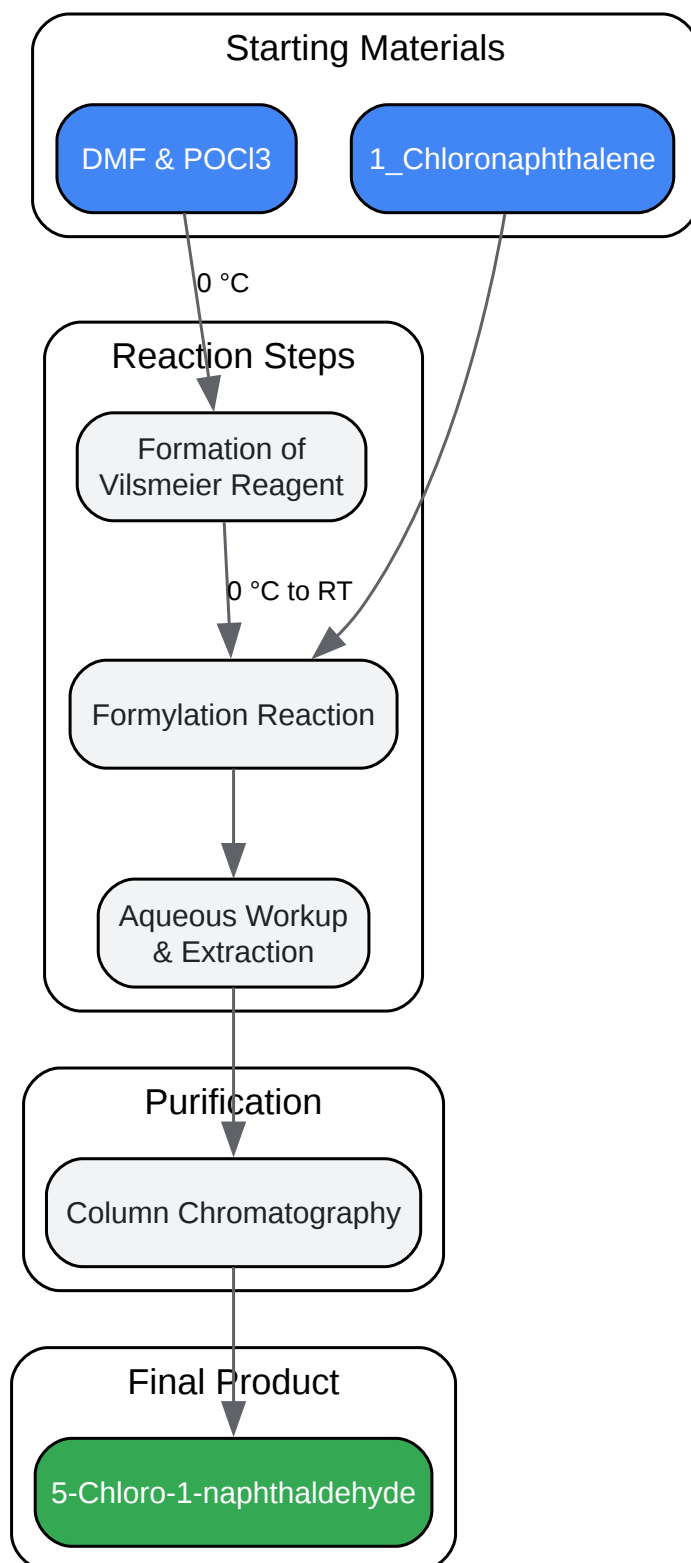 Starting Materials
DMF & POCl3
1_Chloronaphthalene
0 °C
Reaction Steps
Formation of
Vilsmeier Reagent
0 °C to RT
Formylation Reaction
Aqueous Workup
& Extraction
Purification
Column Chromatography
Final Product
5-Chloro-1-naphthaldehyde